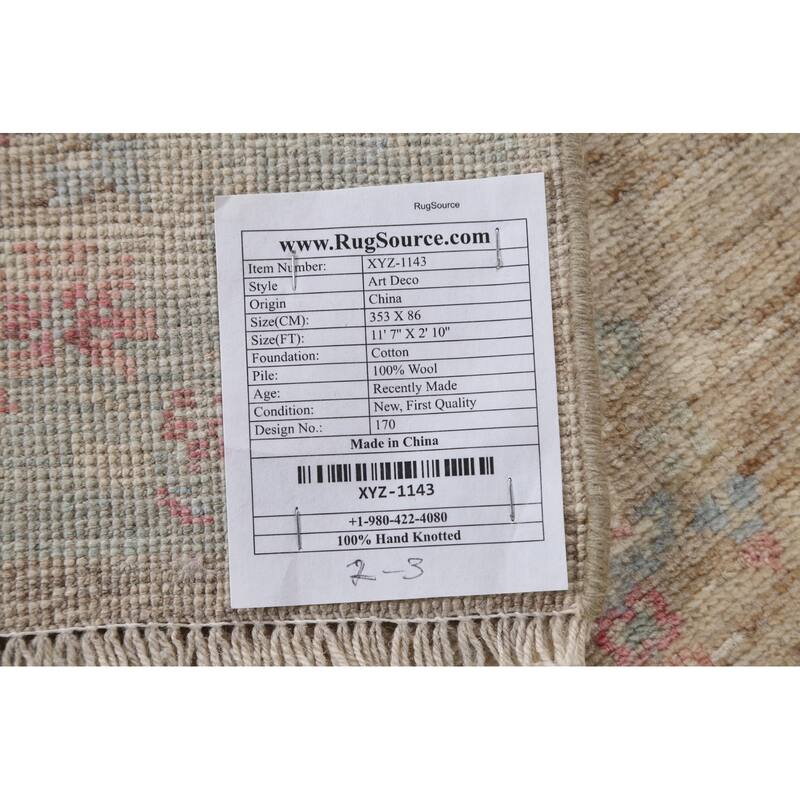 RugSource
www.RugSource.com
Item Number: XYZ-1143
Style Art Deco
Origin China
Size(CM): 353 X 86
Size(FT): 11' 7" X 2' 10"
Foundation: Cotton
Pile: 100% Wool
Age: Recently Made
Condition: New, First Quality
Design No.: 170
Made in China
XYZ-1143
+1-980-422-4080
100% Hand Knotted
2-3